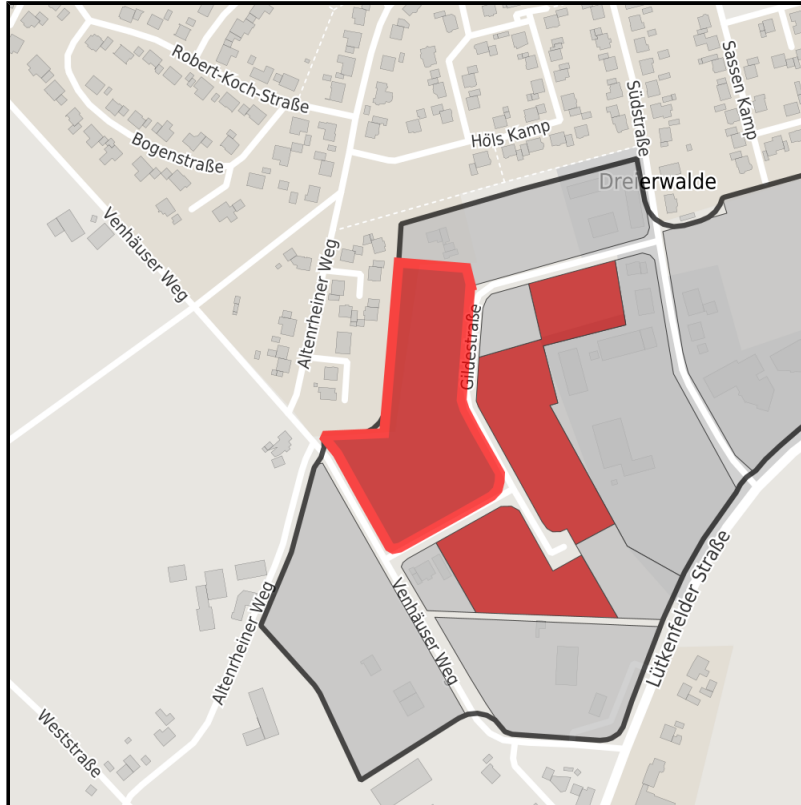 Robert-Koch-Straße
Bogenstraße
Höls Kamp
Südstraße
Sassen Kamp
Dreierwalde
Venhäuser Weg
Altenrheiner Weg
Gildestraße
Altenrheiner Weg
Venhäuser Weg
Lütkenfelder Straße
Weststraße